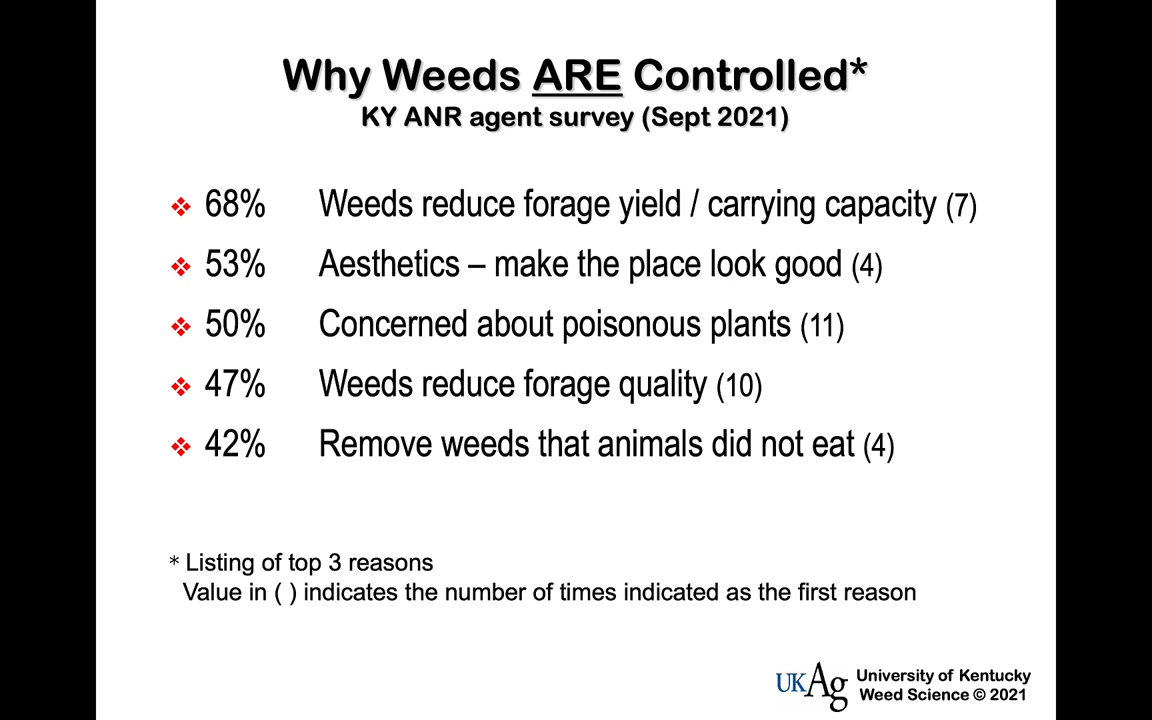 Why Weeds ARE Controlled*
KY ANR agent survey (Sept 2021)
❖ 68% Weeds reduce forage yield / carrying capacity (7)
❖ 53% Aesthetics – make the place look good (4)
❖ 50% Concerned about poisonous plants (11)
❖ 47% Weeds reduce forage quality (10)
❖ 42% Remove weeds that animals did not eat (4)
* Listing of top 3 reasons
Value in ( ) indicates the number of times indicated as the first reason
UKAg University of Kentucky
Weed Science © 2021